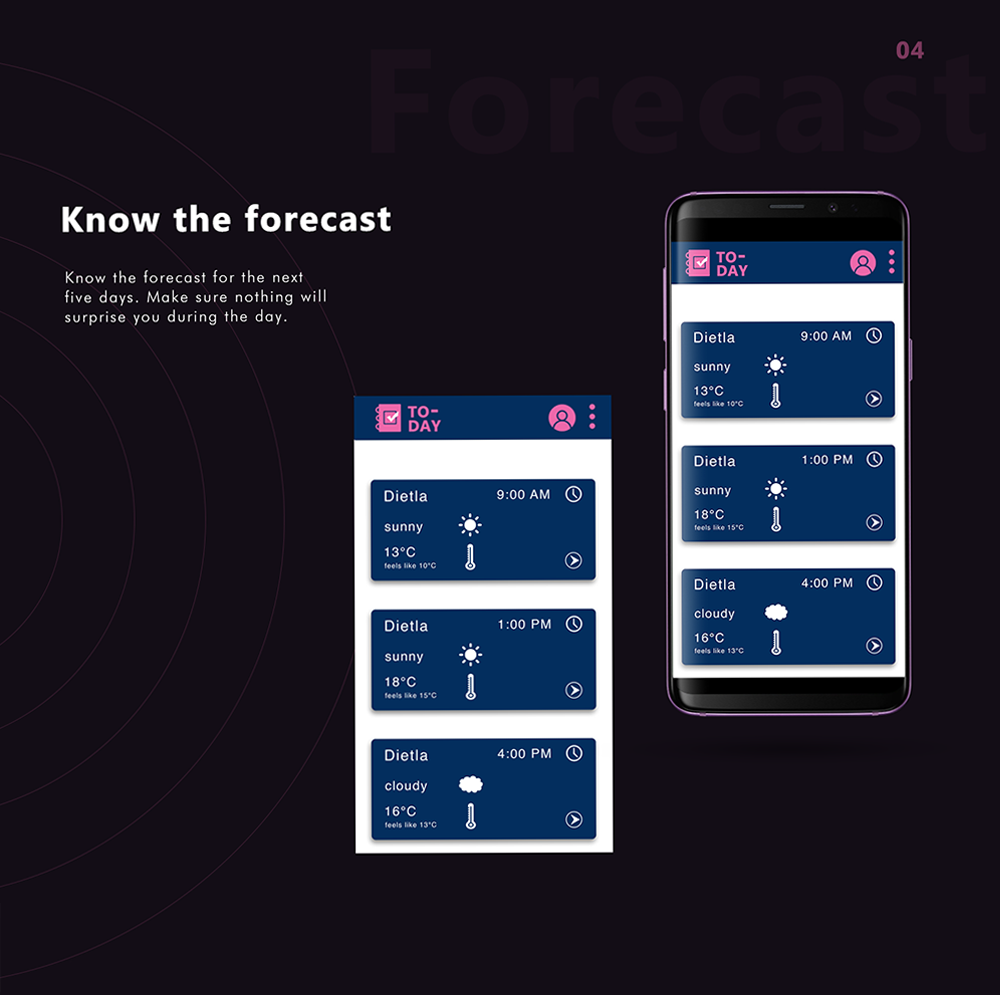 04
Forecast
Know the forecast
Know the forecast for the next
five days. Make sure nothing will
surprise you during the day.
TO-
DAY
Dietla 9:00 AM
sunny
13°C
feels like 10°C
Dietla 1:00 PM
sunny
18°C
feels like 15°C
Dietla 4:00 PM
cloudy
16°C
feels like 13°C
TO-
DAY
Dietla 9:00 AM
sunny
13°C
feels like 10°C
Dietla 1:00 PM
sunny
18°C
feels like 15°C
Dietla 4:00 PM
cloudy
16°C
feels like 13°C